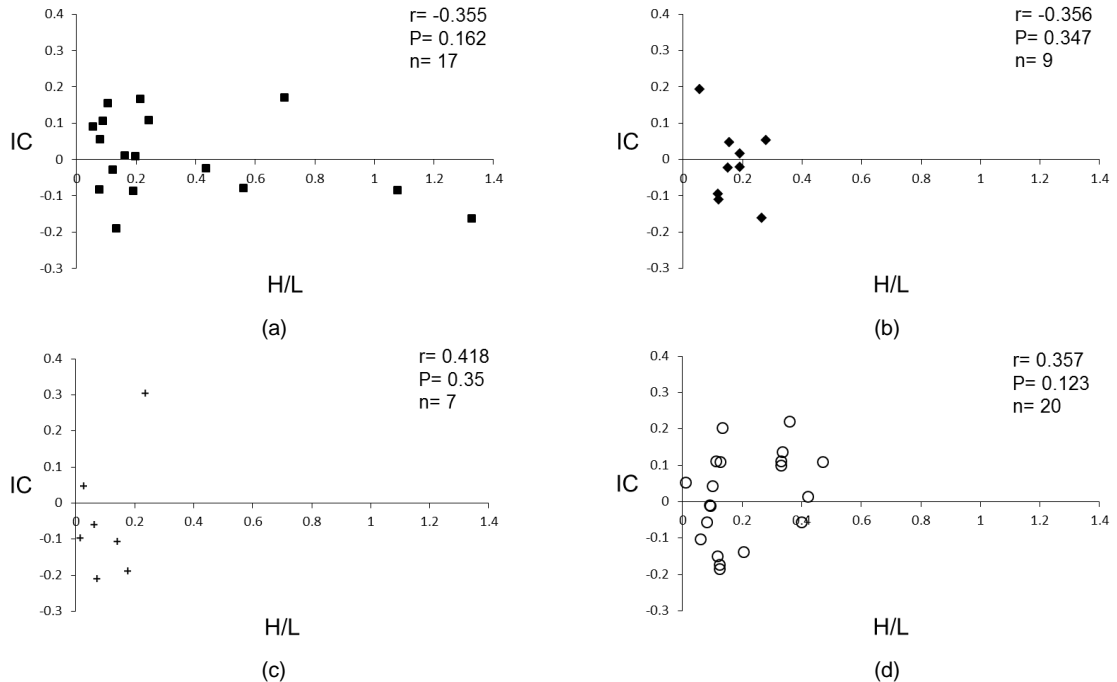 r= -0.355
P= 0.162
n= 17
0.4
0.3
0.2
0.1
0
-0.1
-0.2
-0.3
IC
0 0.2 0.4 0.6 0.8 1 1.2 1.4
H/L
(a)
r= -0.356
P= 0.347
n= 9
0.4
0.3
0.2
0.1
0
-0.1
-0.2
-0.3
IC
0 0.2 0.4 0.6 0.8 1 1.2 1.4
H/L
(b)
r= 0.418
P= 0.35
n= 7
0.4
0.3
0.2
0.1
0
-0.1
-0.2
-0.3
IC
0 0.2 0.4 0.6 0.8 1 1.2 1.4
H/L
(c)
r= 0.357
P= 0.123
n= 20
0.4
0.3
0.2
0.1
0
-0.1
-0.2
-0.3
IC
0 0.2 0.4 0.6 0.8 1 1.2 1.4
H/L
(d)